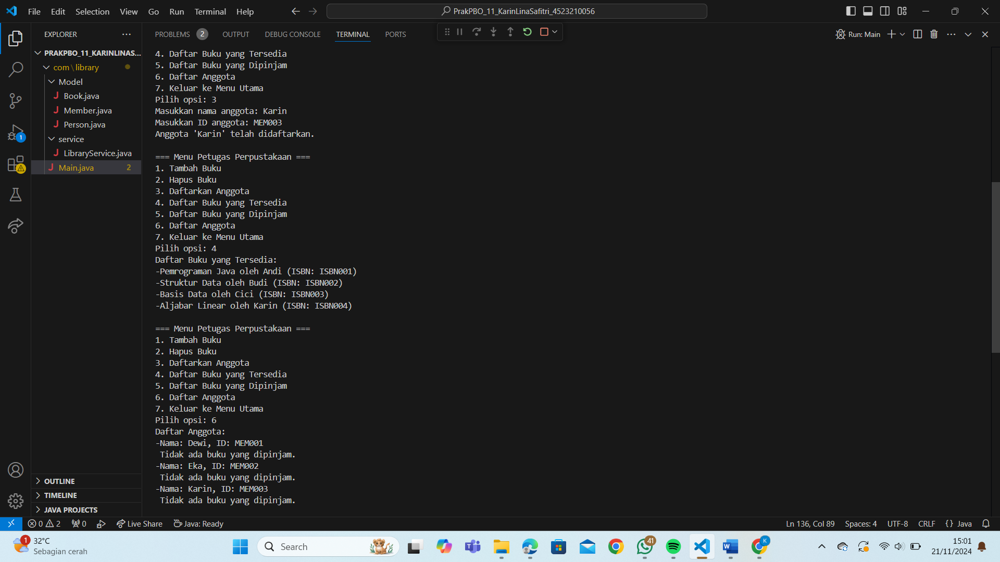 File Edit Selection View Go Run Terminal Help
PrakPBO_11_KarinLinaSafitri_4523210056
EXPLORER
PROBLEMS 2 OUTPUT DEBUG CONSOLE TERMINAL PORTS
Run: Main
PRAKPBO_11_KARINLINAS...
com\library
Model
Book.java
Member.java
Person.java
service
LibraryService.java
Main.java 2
1
4. Daftar Buku yang Tersedia
5. Daftar Buku yang Dipinjam
6. Daftar Anggota
7. Keluar ke Menu Utama
Pilih opsi: 3
Masukkan nama anggota: Karin
Masukkan ID anggota: MEM003
Anggota 'Karin' telah didaftarkan.
=== Menu Petugas Perpustakaan ===
1. Tambah Buku
2. Hapus Buku
3. Daftarkan Anggota
4. Daftar Buku yang Tersedia
5. Daftar Buku yang Dipinjam
6. Daftar Anggota
7. Keluar ke Menu Utama
Pilih opsi: 4
Daftar Buku yang Tersedia:
-Pemrograman Java oleh Andi (ISBN: ISBN001)
-Struktur Data oleh Budi (ISBN: ISBN002)
-Basis Data oleh Cici (ISBN: ISBN003)
-Aljabar Linear oleh Karin (ISBN: ISBN004)
=== Menu Petugas Perpustakaan ===
1. Tambah Buku
2. Hapus Buku
3. Daftarkan Anggota
4. Daftar Buku yang Tersedia
5. Daftar Buku yang Dipinjam
6. Daftar Anggota
7. Keluar ke Menu Utama
Pilih opsi: 6
Daftar Anggota:
-Nama: Dewi, ID: MEM001
Tidak ada buku yang dipinjam.
-Nama: Eka, ID: MEM002
Tidak ada buku yang dipinjam.
-Nama: Karin, ID: MEM003
Tidak ada buku yang dipinjam.
OUTLINE
TIMELINE
JAVA PROJECTS
0 2 0 Live Share Java: Ready
Ln 136, Col 89 Spaces: 4 UTF-8 CRLF {} Java
1
32°C
Sebagian cerah
Search
41
K
15:01
21/11/2024